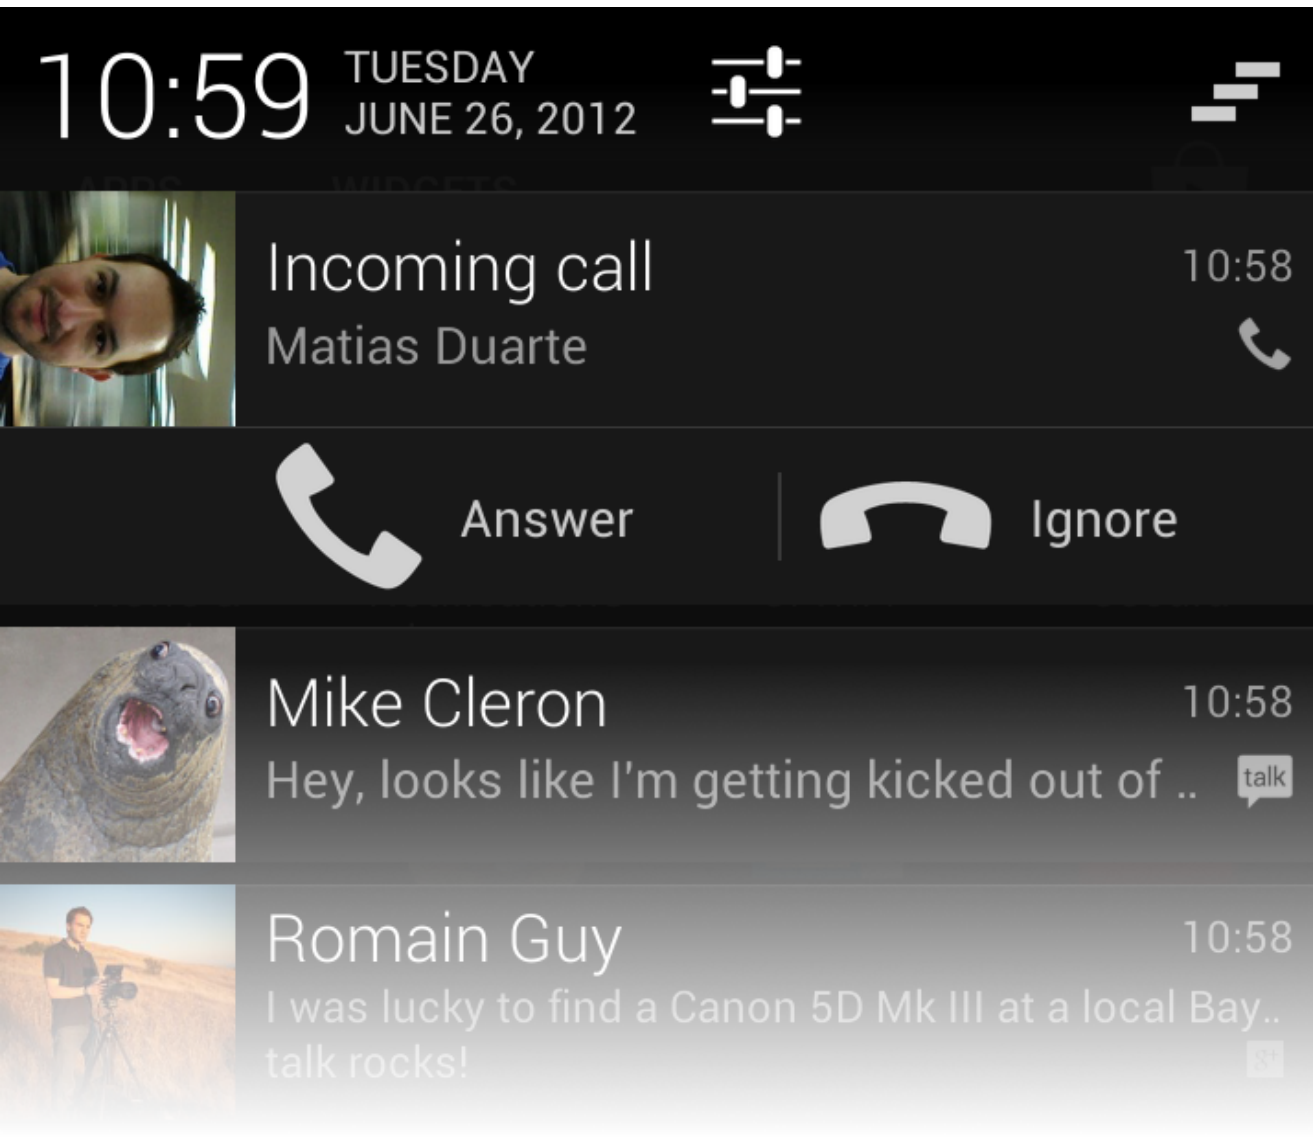 10:59
TUESDAY
JUNE 26, 2012
APPS WIDGETS
Incoming call
10:58
Matias Duarte
Answer
Ignore
Mike Cleron
10:58
Hey, looks like I'm getting kicked out of ..
talk
Romain Guy
10:58
I was lucky to find a Canon 5D Mk III at a local Bay..
talk rocks!
g+